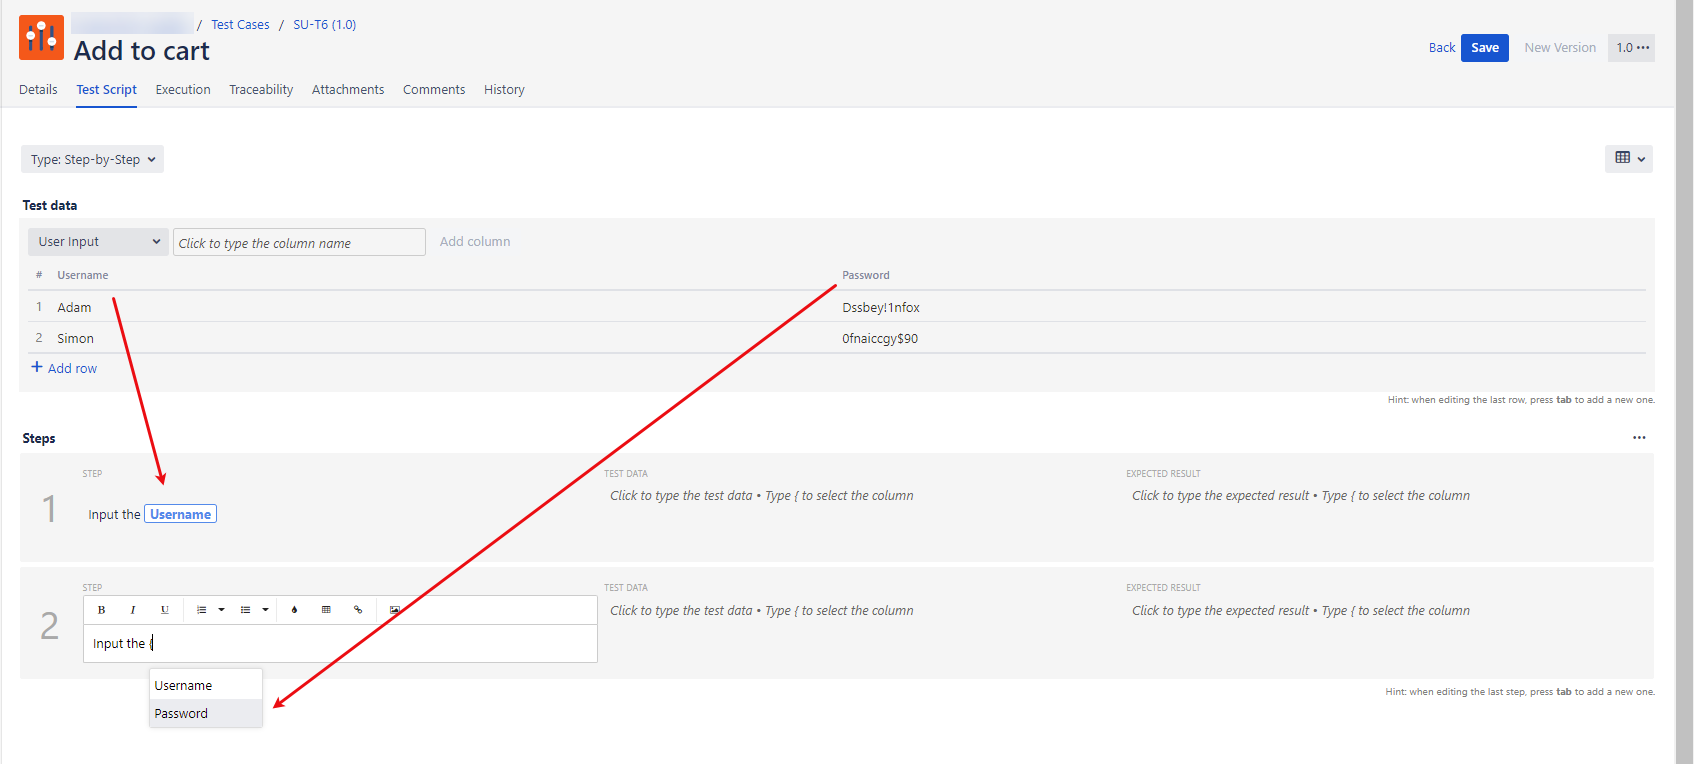 / Test Cases / SU-T6 (1.0)
Add to cart
Back Save New Version 1.0 •••
Details Test Script Execution Traceability Attachments Comments History
Type: Step-by-Step
Test data
User Input Click to type the column name Add column
# Username Password
1 Adam Dssbey!1nfox
2 Simon 0fnaiccgy$90
+ Add row
Hint: when editing the last row, press tab to add a new one.
Steps •••
STEP TEST DATA EXPECTED RESULT
1 Input the Username Click to type the test data • Type { to select the column Click to type the expected result • Type { to select the column
STEP TEST DATA EXPECTED RESULT
B I U
2 Input the { Click to type the test data • Type { to select the column Click to type the expected result • Type { to select the column
Username
Password
Hint: when editing the last step, press tab to add a new one.